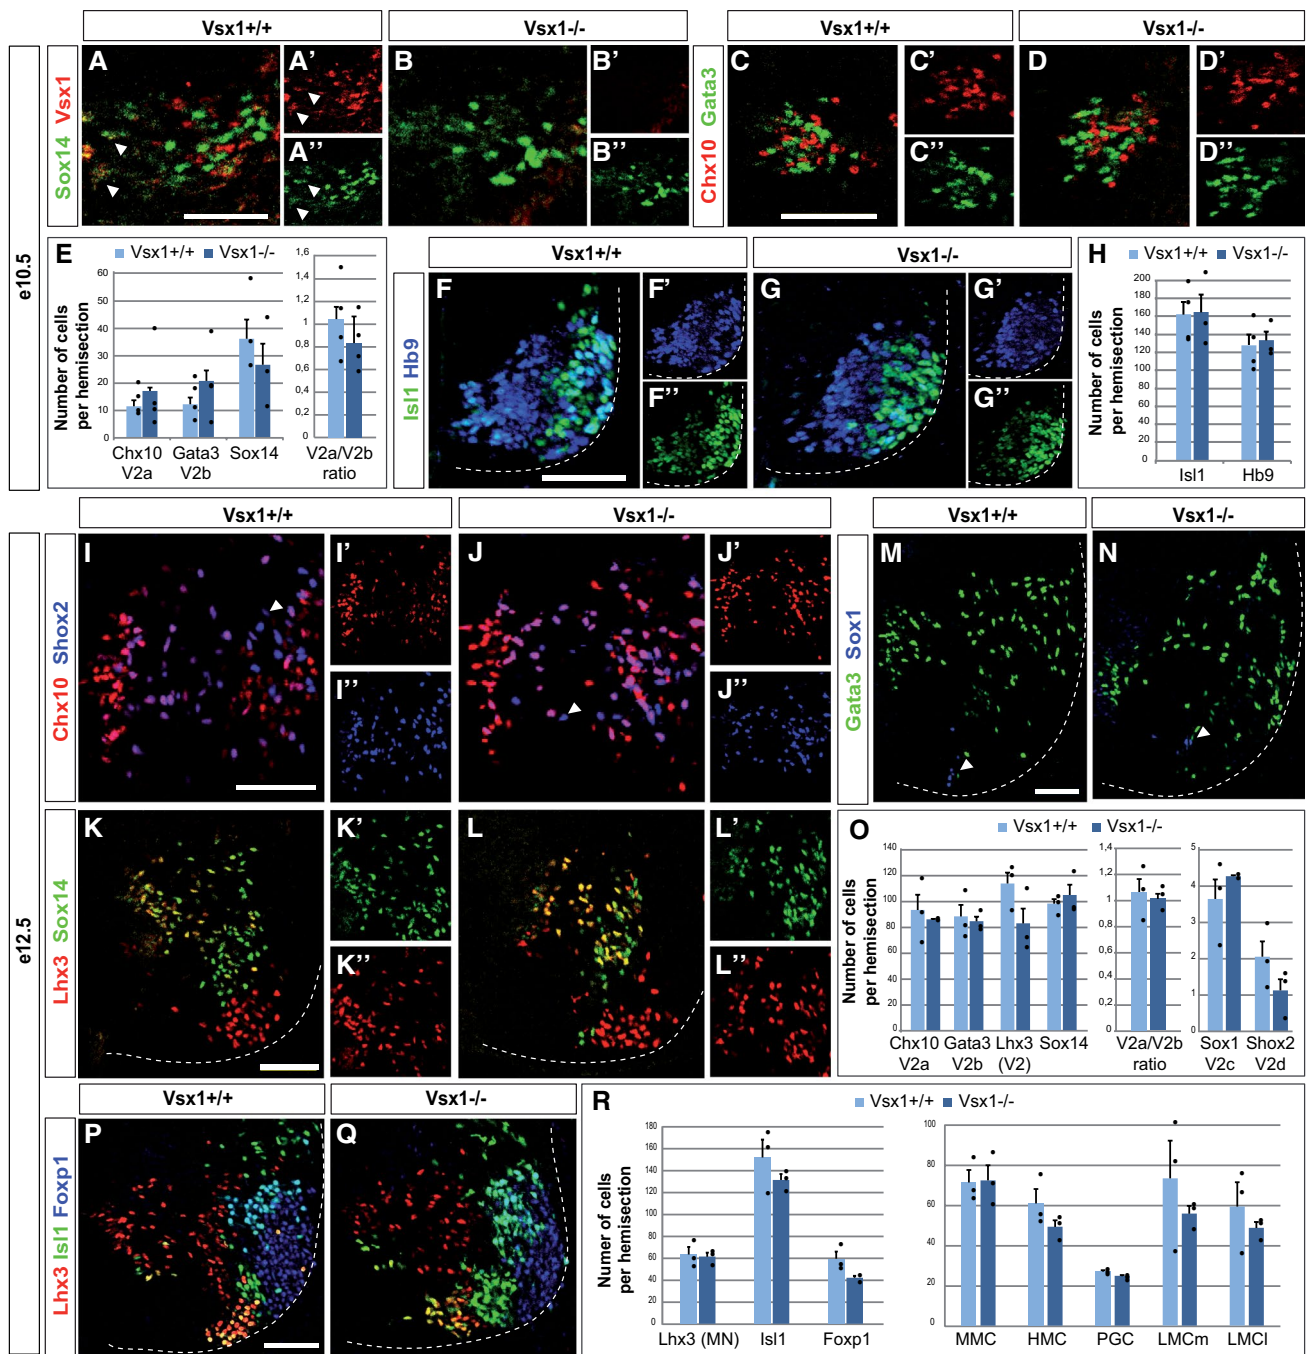 Vsx1+/+ Vsx1-/- Vsx1+/+ Vsx1-/-
e10.5
Sox14 Vsx1
A A' A'' B B' B''
Chx10 Gata3
C C' C'' D D' D''
E
Vsx1+/+ Vsx1-/-
Number of cells
per hemisection
60
50
40
30
20
10
0
Chx10 Gata3 Sox14
V2a V2b
1,6
1,4
1,2
1
0,8
0,6
0,4
0,2
0
V2a/V2b
ratio
Vsx1+/+ Vsx1-/-
Isl1 Hb9
F F' F'' G G' G''
H
Vsx1+/+ Vsx1-/-
Number of cells
per hemisection
200
180
160
140
120
100
80
60
40
20
0
Isl1 Hb9
e12.5
Vsx1+/+ Vsx1-/-
Chx10 Shox2
I I' I'' J J' J''
Vsx1+/+ Vsx1-/-
Gata3 Sox1
M N
Lhx3 Sox14
K K' K'' L L' L''
O
Vsx1+/+ Vsx1-/-
Number of cells
per hemisection
140
120
100
80
60
40
20
0
Chx10 Gata3 Lhx3 Sox14
V2a V2b (V2)
1,4
1,2
1
0,8
0,6
0,4
0,2
0
V2a/V2b
ratio
5
4
3
2
1
0
Sox1 Shox2
V2c V2d
Vsx1+/+ Vsx1-/-
Lhx3 Isl1 Foxp1
P Q
R
Vsx1+/+ Vsx1-/-
Numer of cells
per hemisection
180
160
140
120
100
80
60
40
20
0
Lhx3 (MN) Isl1 Foxp1
100
80
60
40
20
0
MMC HMC PGC LMCm LMCl